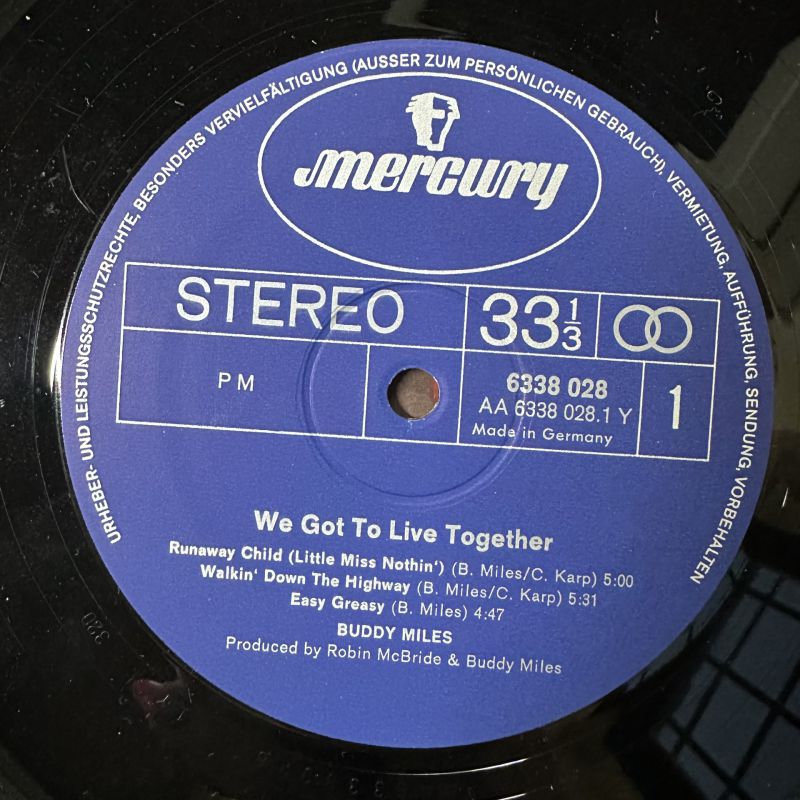 URHEBER- UND LEISTUNGSSCHUTZRECHTE, BESONDERS VERVIELFÄLTIGUNG (AUSSER ZUM PERSÖNLICHEN GEBRAUCH), VERMIETUNG, AUFFÜHRUNG, SENDUNG, VORBEHALTEN
mercury
STEREO 33 1/3
PM
6338 028
AA 6338 028.1 Y
Made in Germany
1
We Got To Live Together
Runaway Child (Little Miss Nothin') (B. Miles/C. Karp) 5:00
Walkin' Down The Highway (B. Miles/C. Karp) 5:31
Easy Greasy (B. Miles) 4:47
BUDDY MILES
Produced by Robin McBride & Buddy Miles
320